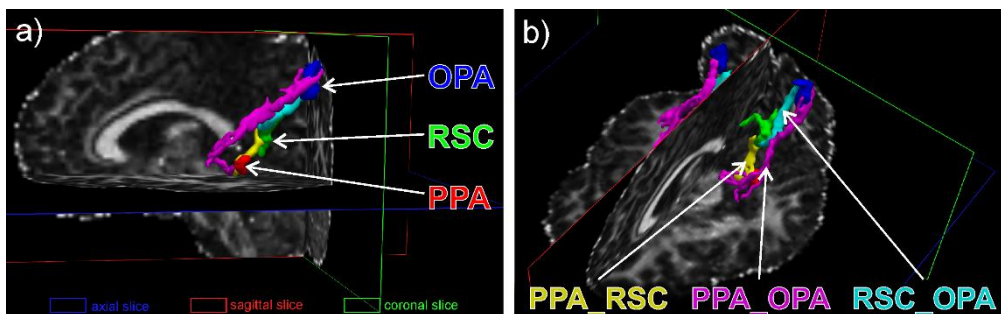 a)
OPA
RSC
PPA
axial slice
sagittal slice
coronal slice
b)
PPA_RSC
PPA_OPA
RSC_OPA